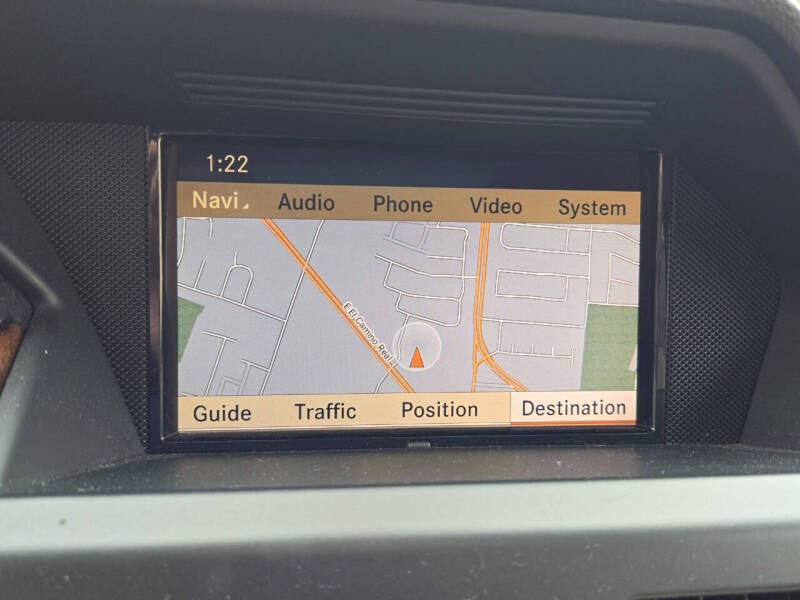 1:22
Navi Audio Phone Video System
E El Camino Real
Guide Traffic Position Destination